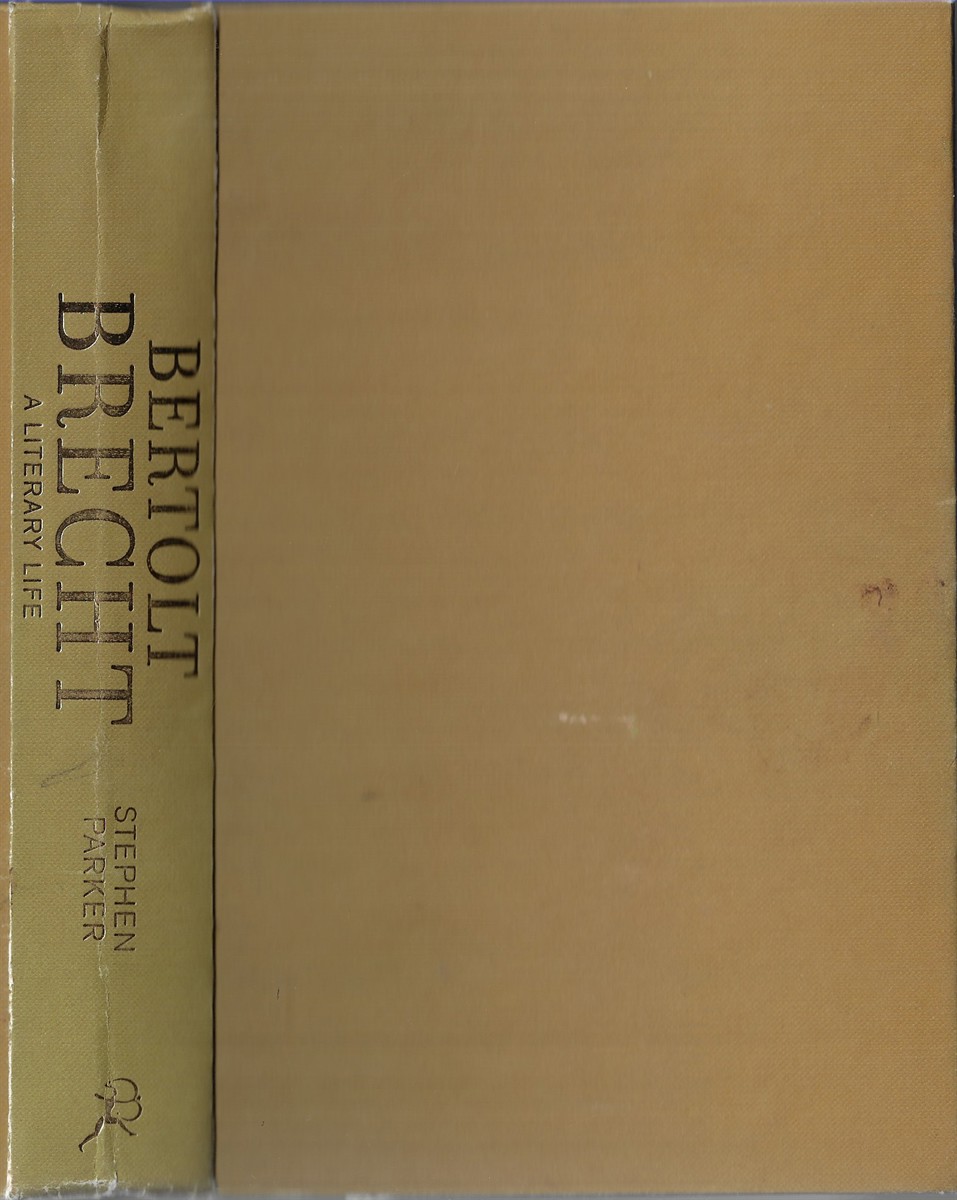 BERTOLT
BRECHT
A LITERARY LIFE
STEPHEN
PARKER